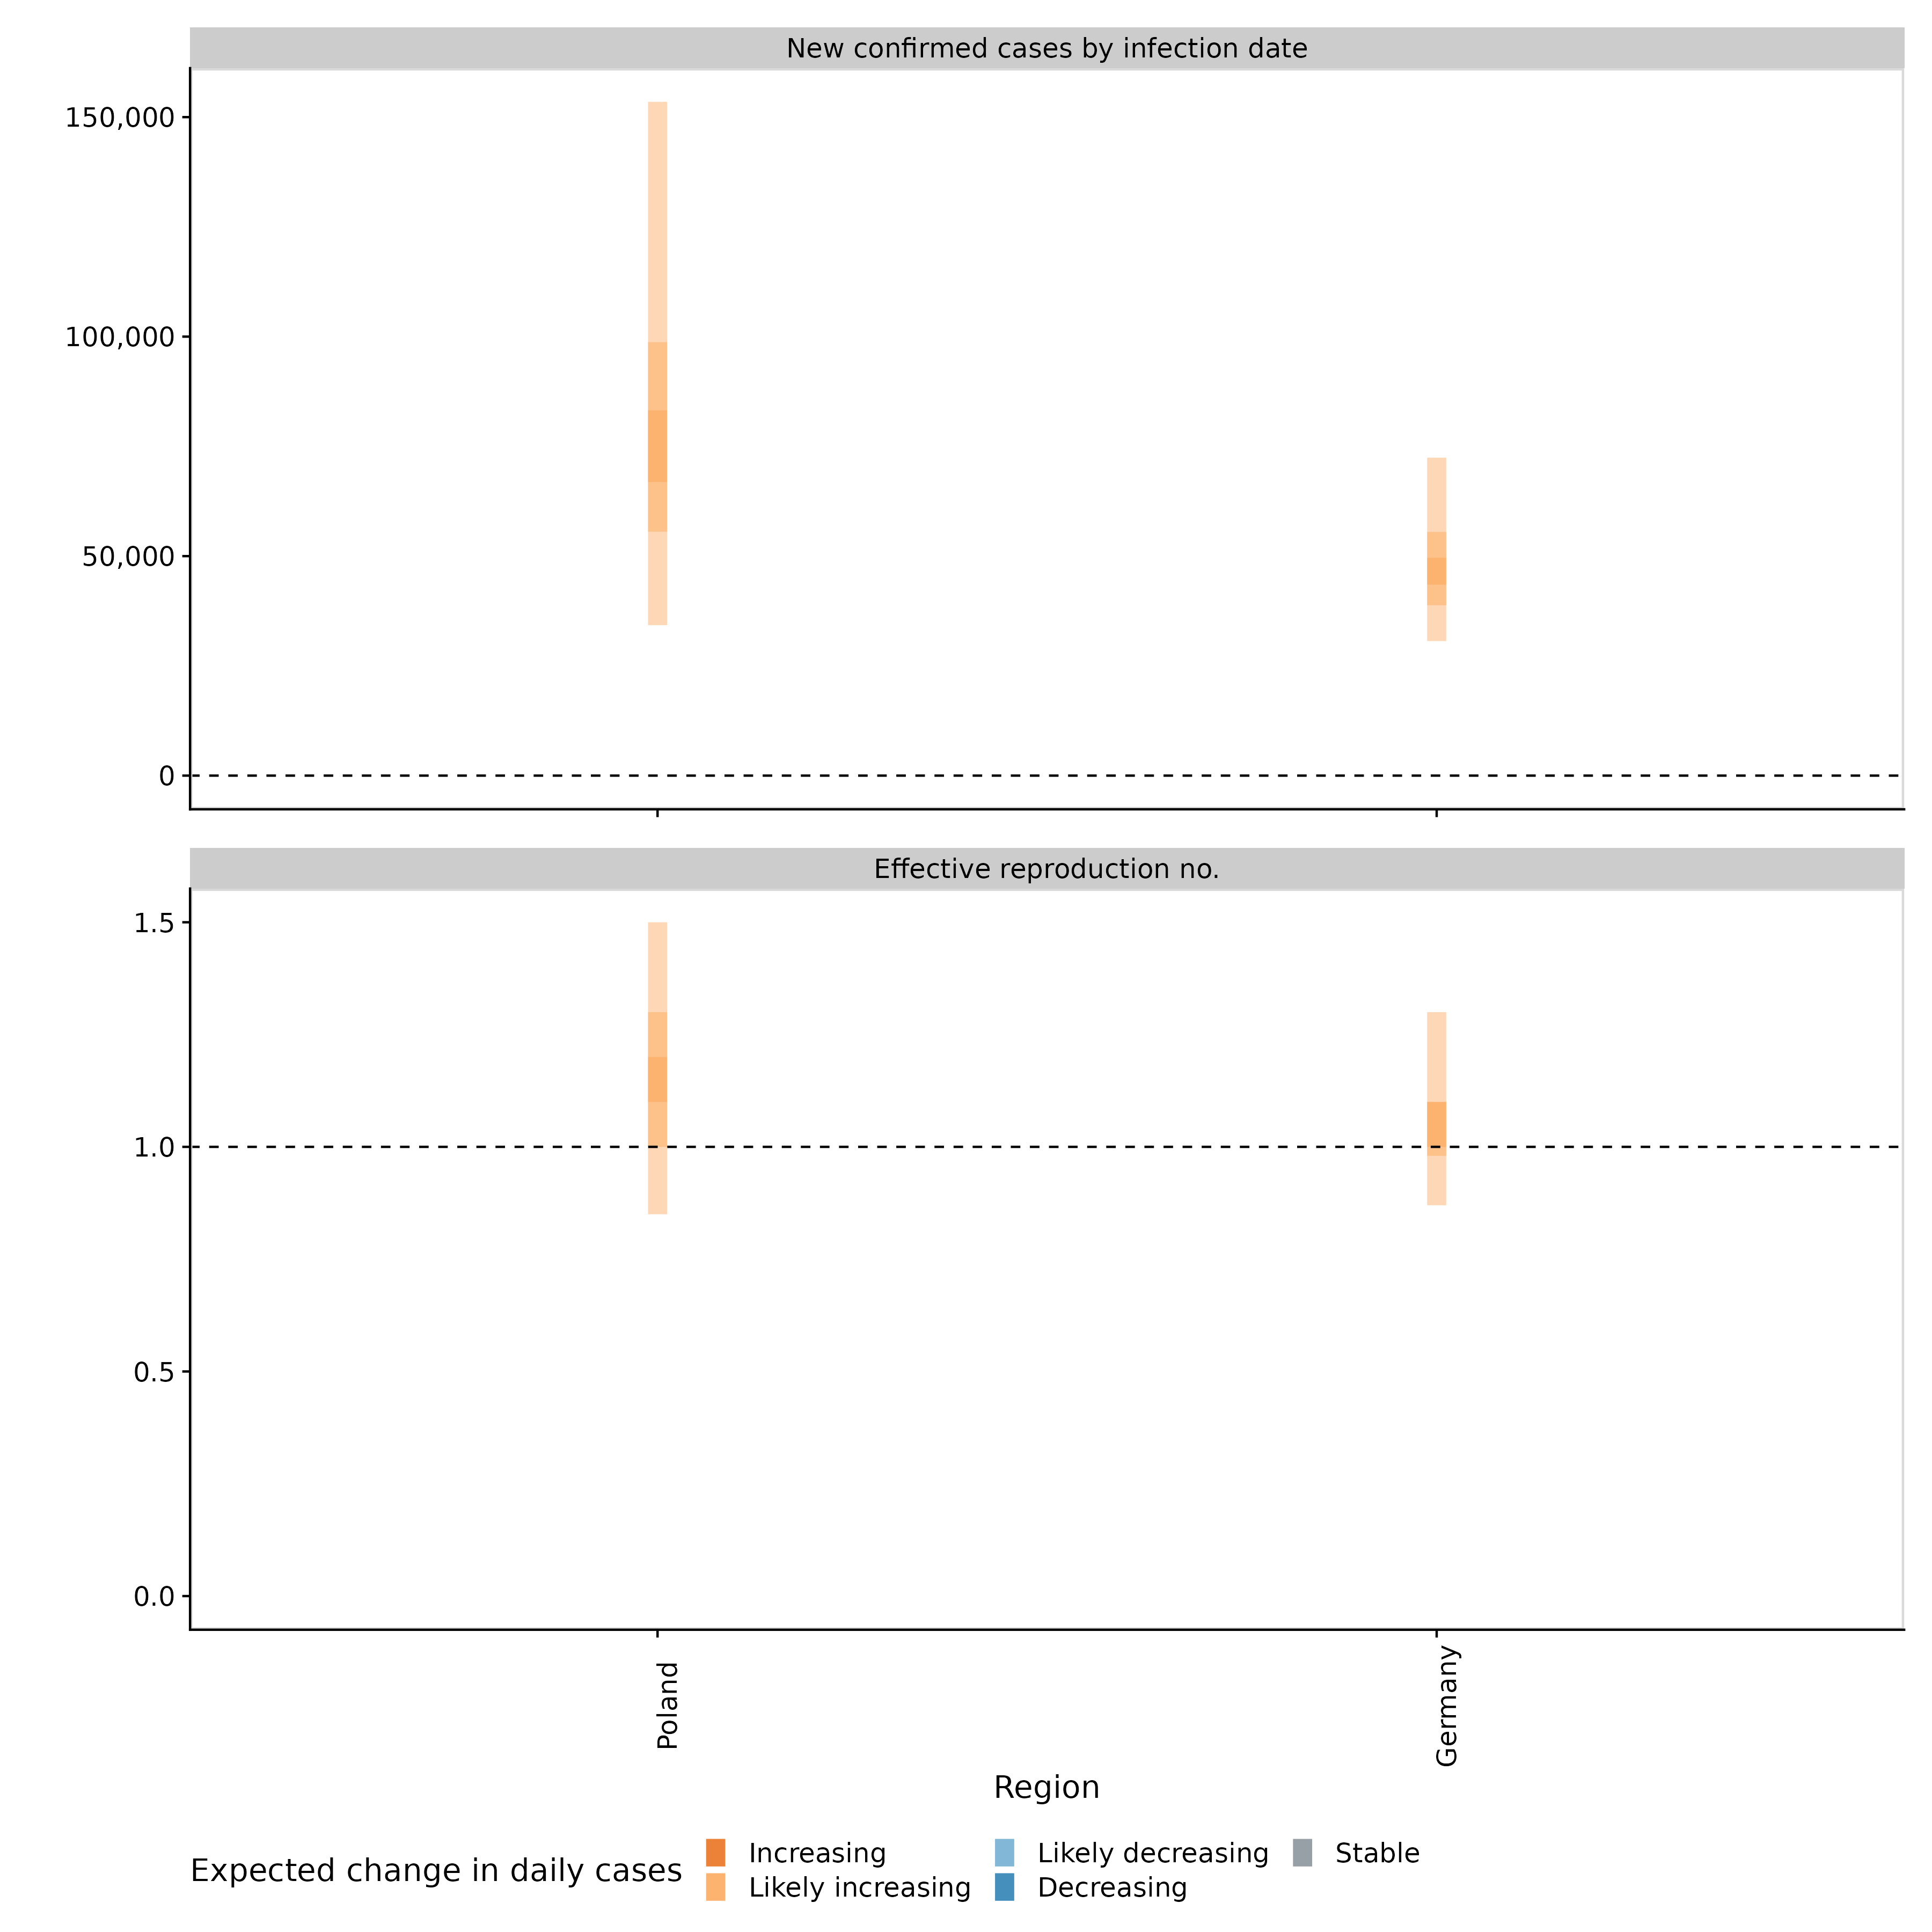 New confirmed cases by infection date
150,000
100,000
50,000
0
Effective reproduction no.
1.5
1.0
0.5
0.0
Poland
Germany
Region
Expected change in daily cases
Increasing
Likely increasing
Likely decreasing
Decreasing
Stable